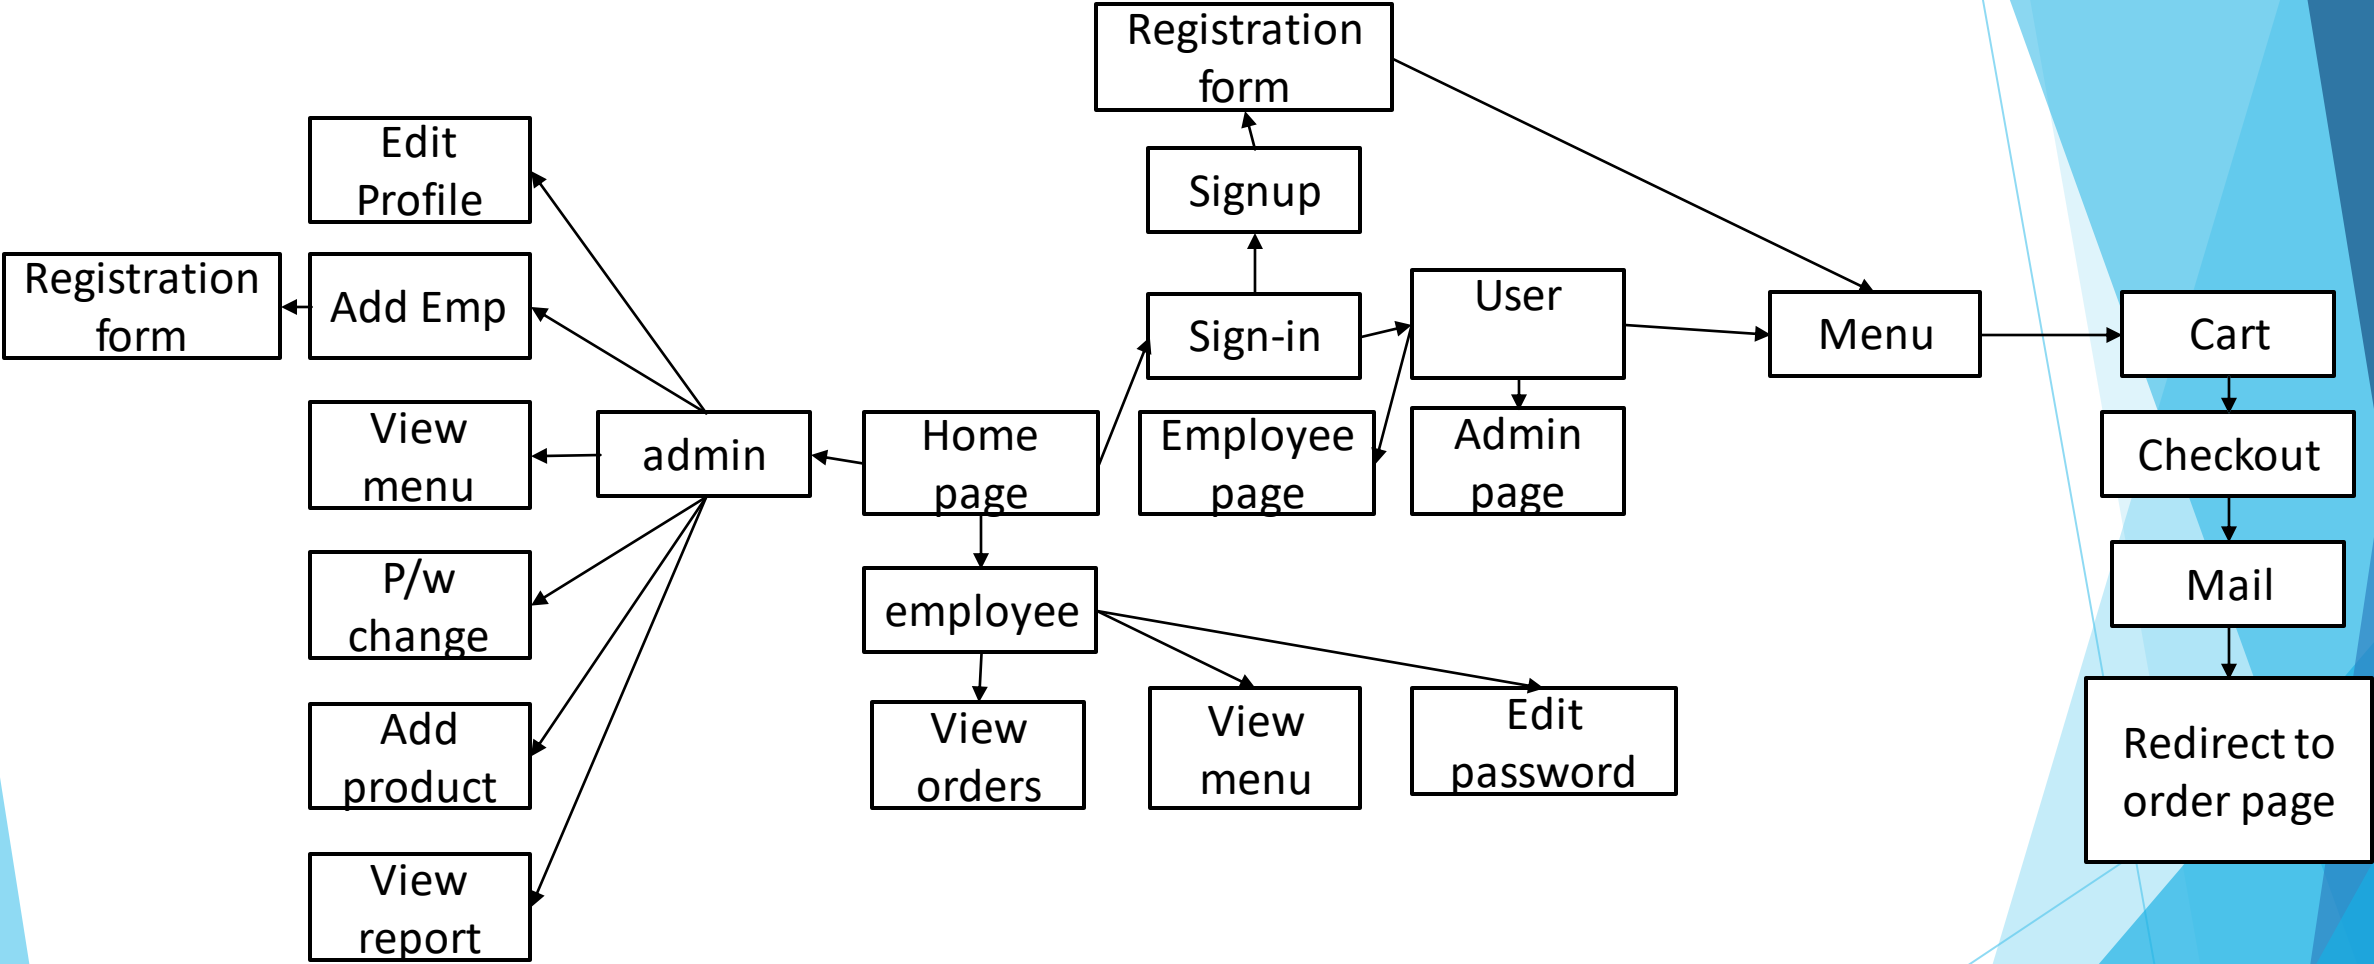 Registration
form
Edit
Profile
Signup
Registration
form
Add Emp
Sign-in
User
Menu
Cart
View
menu
admin
Home
page
Employee
page
Admin
page
Checkout
P/w
change
employee
Mail
Add
product
View
orders
View
menu
Edit
password
Redirect to
order page
View
report